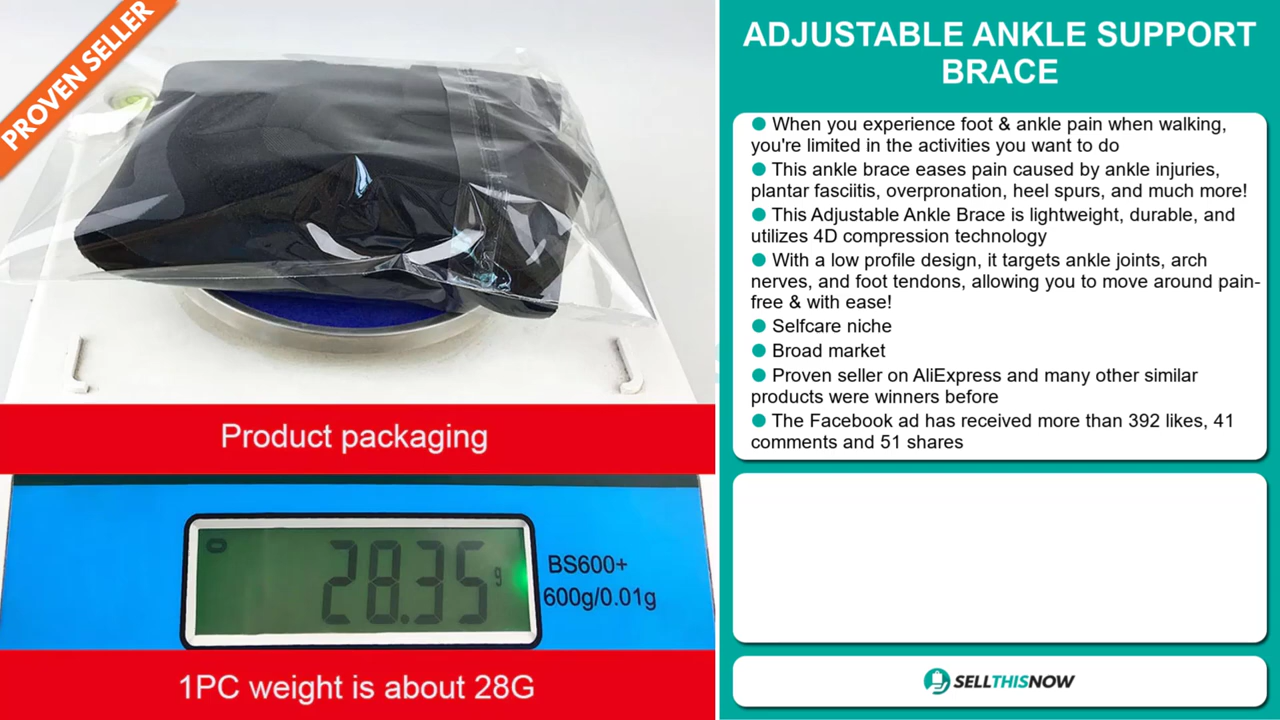 PROVEN SELLER
Product packaging
28.35 g
BS600+
600g/0.01g
1PC weight is about 28G
ADJUSTABLE ANKLE SUPPORT
BRACE
● When you experience foot & ankle pain when walking,
you're limited in the activities you want to do
● This ankle brace eases pain caused by ankle injuries,
plantar fasciitis, overpronation, heel spurs, and much more!
● This Adjustable Ankle Brace is lightweight, durable, and
utilizes 4D compression technology
● With a low profile design, it targets ankle joints, arch
nerves, and foot tendons, allowing you to move around pain-
free & with ease!
● Selfcare niche
● Broad market
● Proven seller on AliExpress and many other similar
products were winners before
● The Facebook ad has received more than 392 likes, 41
comments and 51 shares
SELLTHISNOW